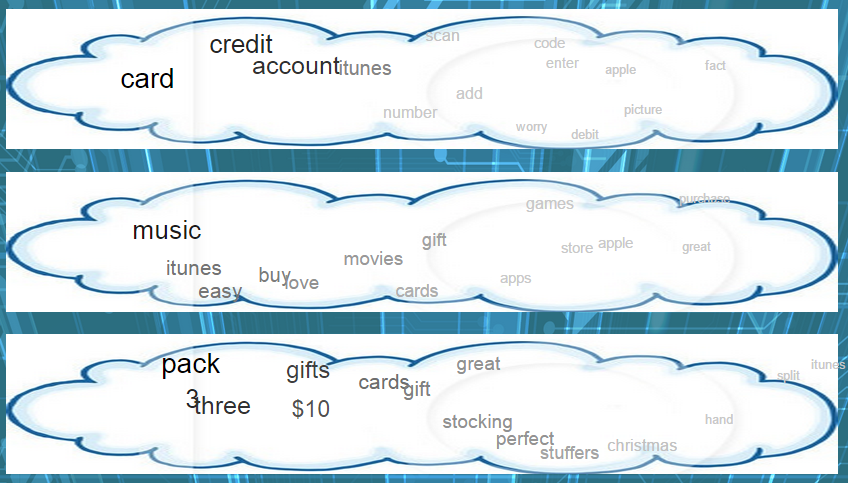 scan
credit code
account itunes enter apple fact
card
add
number picture
worry debit
games purchase
music
gift store apple great
movies
itunes buy love apps
easy cards
great itunes
pack gifts split
cards gift
3 three $10
stocking hand
perfect christmas
stuffers